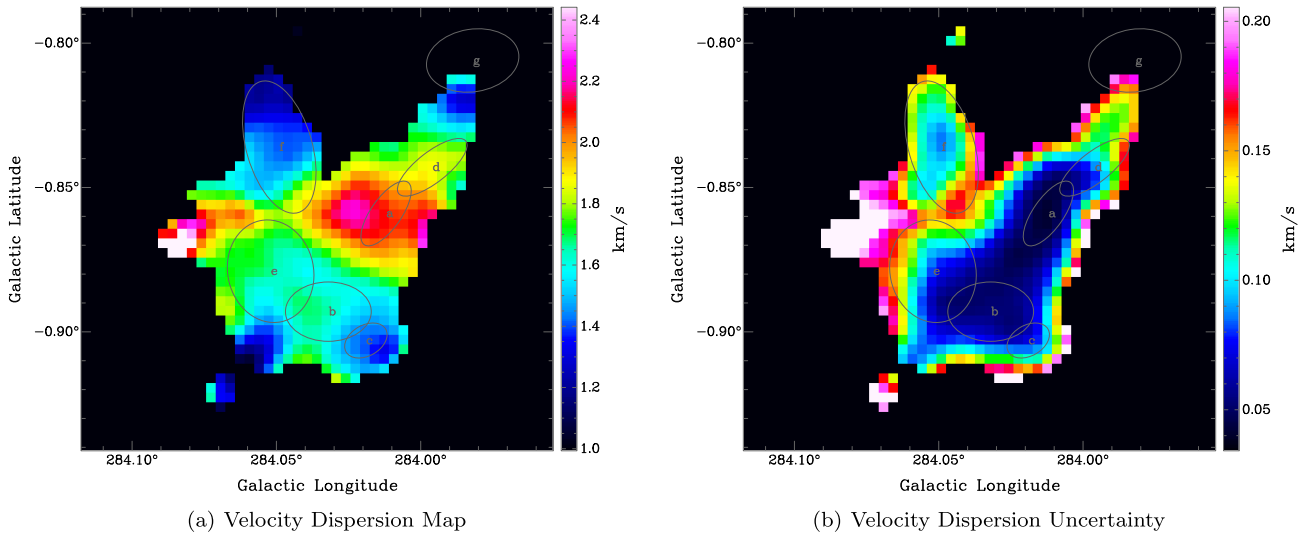 −0.80°
−0.85°
−0.90°
Galactic Latitude
284.10°
284.05°
284.00°
Galactic Longitude
g
f
d
a
e
b
c
2.4
2.2
2.0
1.8
1.6
1.4
1.2
1.0
km/s
(a) Velocity Dispersion Map
−0.80°
−0.85°
−0.90°
Galactic Latitude
284.10°
284.05°
284.00°
Galactic Longitude
g
f
d
a
e
b
c
0.20
0.15
0.10
0.05
km/s
(b) Velocity Dispersion Uncertainty